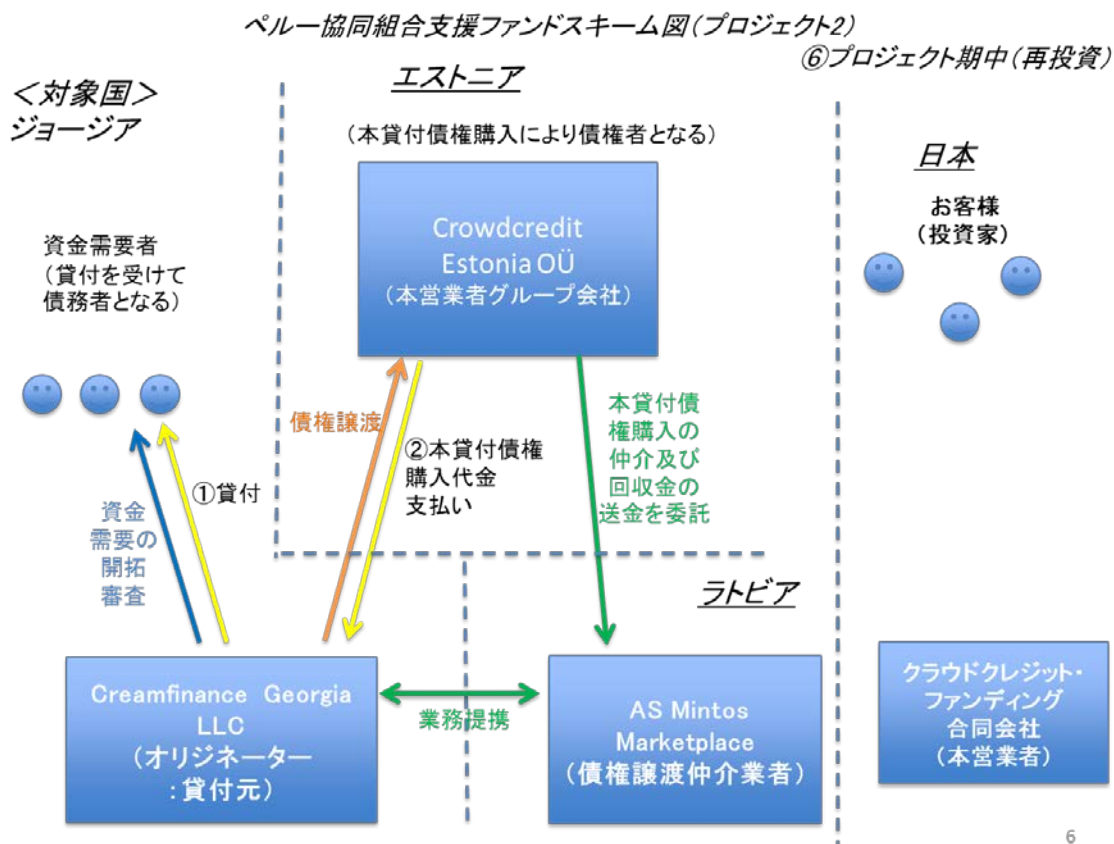 ペルー協同組合支援ファンドスキーム図(プロジェクト2)
⑥プロジェクト期中(再投資)
＜対象国＞
ジョージア
エストニア
(本貸付債権購入により債権者となる)
日本
お客様
(投資家)
資金需要者
(貸付を受けて
債務者となる)
Crowdcredit
Estonia OÜ
(本営業者グループ会社)
債権譲渡
②本貸付債権
購入代金
支払い
本貸付債
権購入の
仲介及び
回収金の
送金を委託
①貸付
資金
需要の
開拓
審査
ラトビア
Creamfinance Georgia
LLC
(オリジネーター
:貸付元)
業務提携
AS Mintos
Marketplace
(債権譲渡仲介業者)
クラウドクレジット・
ファンディング
合同会社
(本営業者)
6